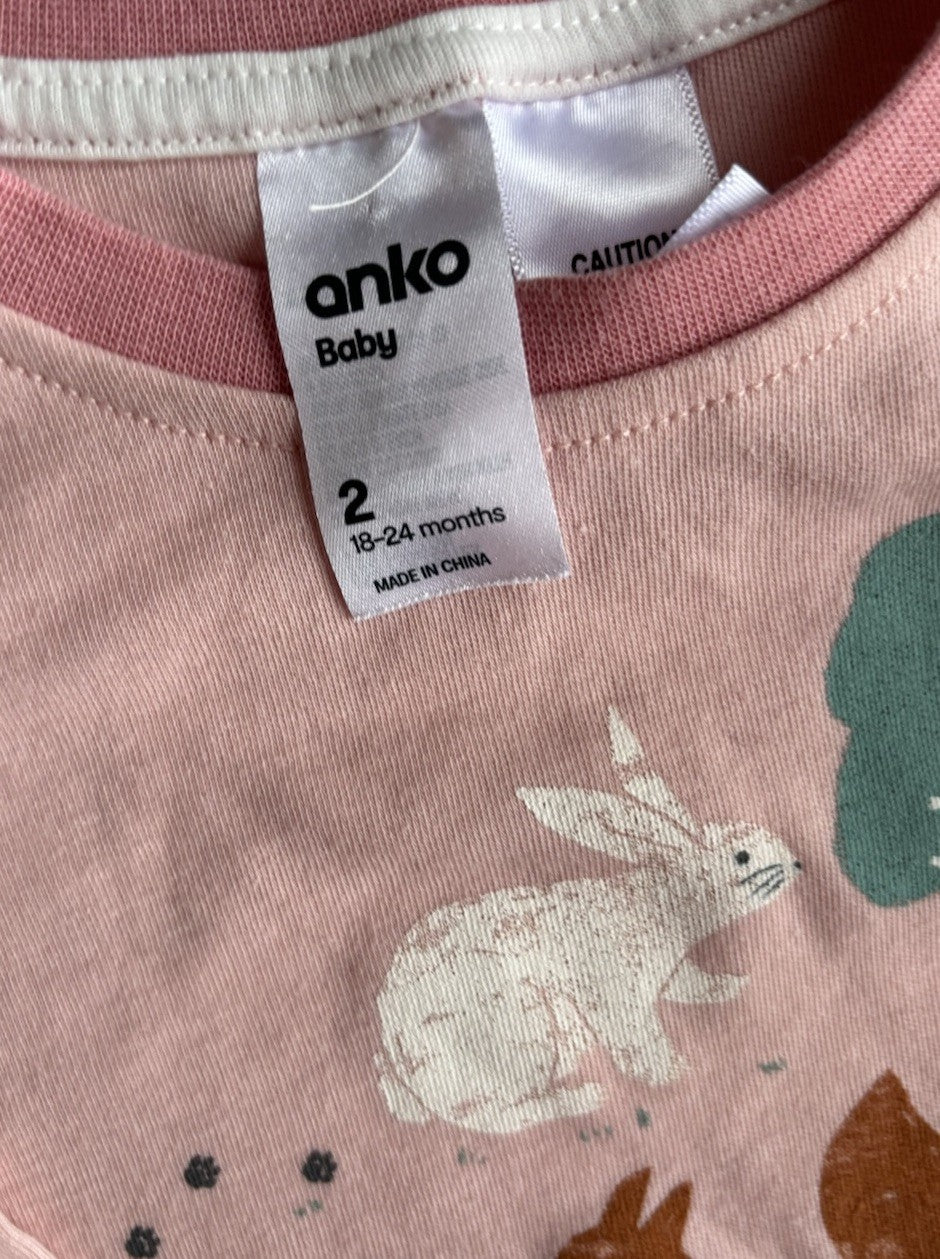 anko
Baby
2
18-24 months
MADE IN CHINA
CAUTION